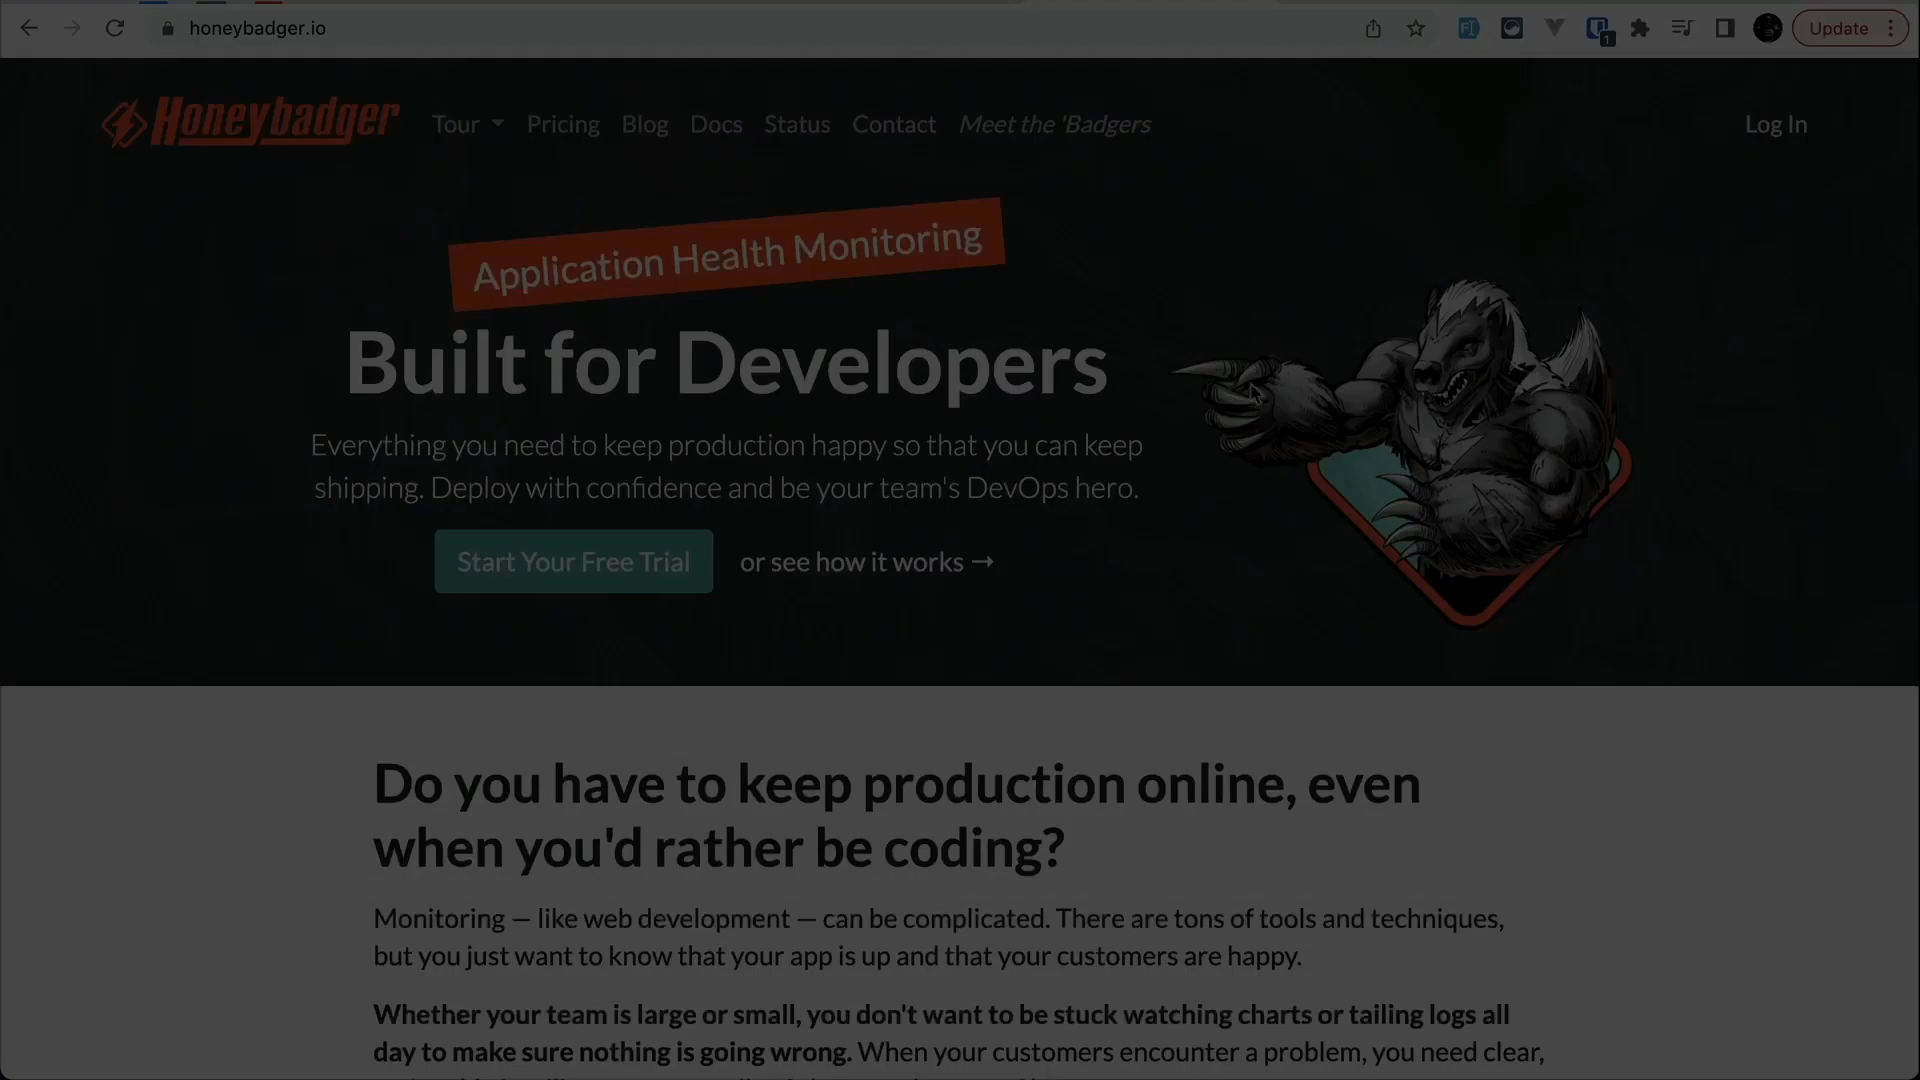 honeybadger.io
FI
1
Update
Honeybadger
Tour
Pricing
Blog
Docs
Status
Contact
Meet the 'Badgers
Log In
Application Health Monitoring
Built for Developers
Everything you need to keep production happy so that you can keep
shipping. Deploy with confidence and be your team's DevOps hero.
Start Your Free Trial
or see how it works →
Do you have to keep production online, even
when you'd rather be coding?
Monitoring — like web development — can be complicated. There are tons of tools and techniques,
but you just want to know that your app is up and that your customers are happy.
Whether your team is large or small, you don't want to be stuck watching charts or tailing logs all
day to make sure nothing is going wrong. When your customers encounter a problem, you need clear,